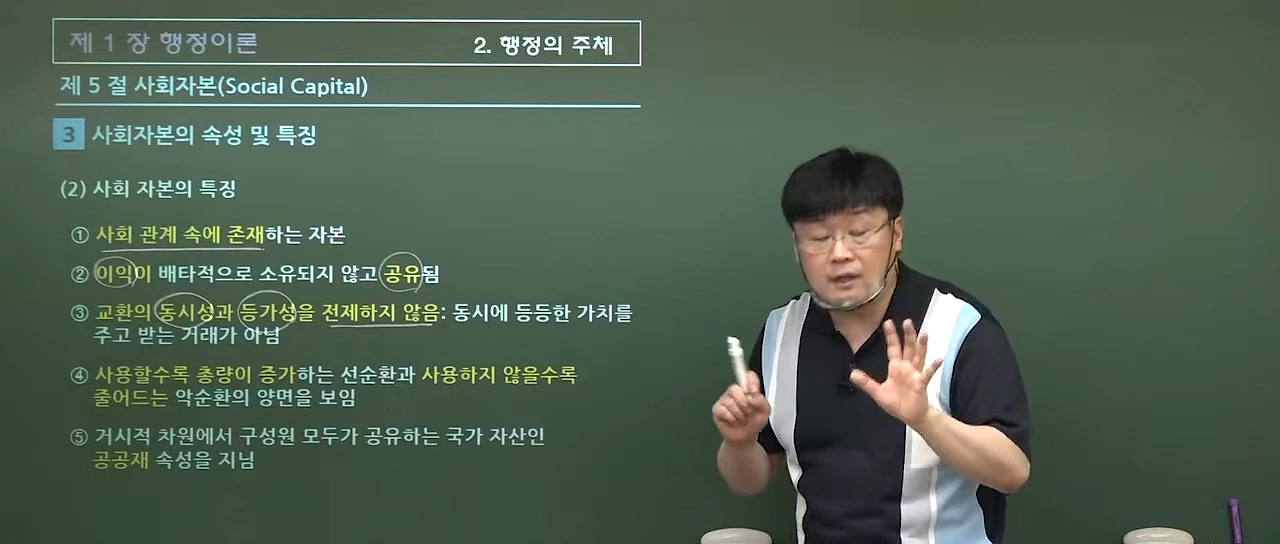 제 1 장 행정이론
2. 행정의 주체
제 5 절 사회자본(Social Capital)
3 사회자본의 속성 및 특징
(2) 사회 자본의 특징
① 사회 관계 속에 존재하는 자본
② 이익이 배타적으로 소유되지 않고 공유됨
③ 교환의 동시성과 등가성을 전제하지 않음: 동시에 등등한 가치를
주고 받는 거래가 아님
④ 사용할수록 총량이 증가하는 선순환과 사용하지 않을수록
줄어드는 악순환의 양면을 보임
⑤ 거시적 차원에서 구성원 모두가 공유하는 국가 자산인
공공재 속성을 지님